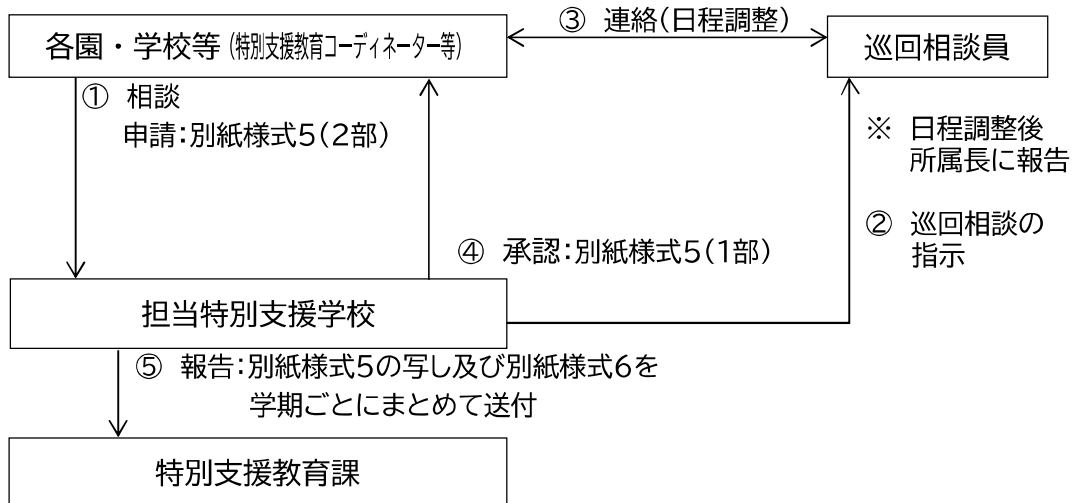 ③ 連絡(日程調整)
各園・学校等(特別支援教育コーディネーター等)
巡回相談員
① 相談
申請:別紙様式5(2部)
※ 日程調整後
所属長に報告
② 巡回相談の
指示
④ 承認:別紙様式5(1部)
担当特別支援学校
⑤ 報告:別紙様式5の写し及び別紙様式6を
学期ごとにまとめて送付
特別支援教育課